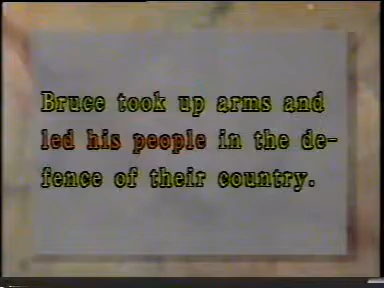 Bruce took up arms and
led his people in the de-
fence of their country.